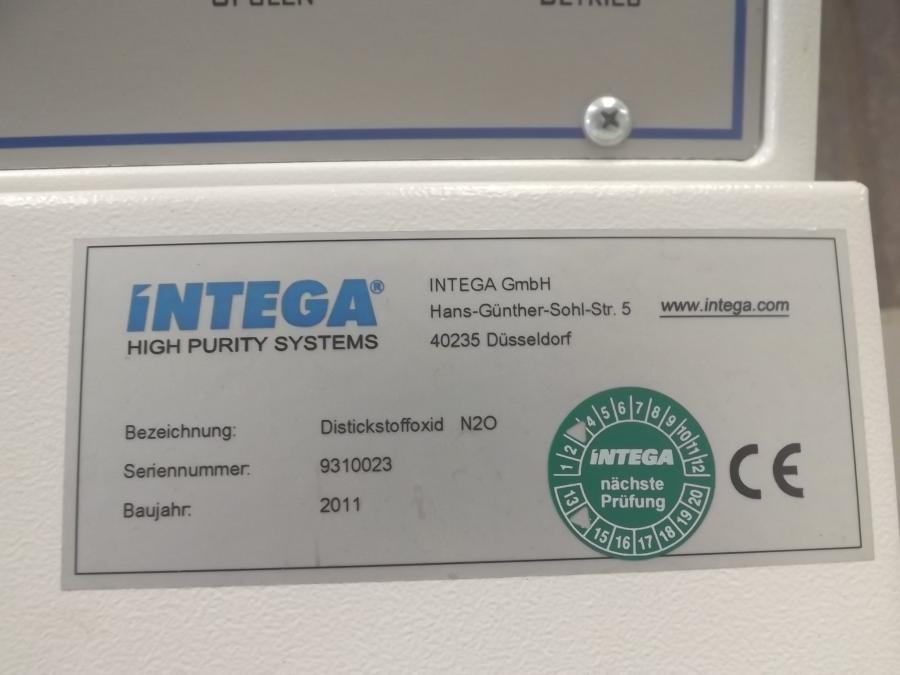 SPÜLEN BETRIEB
INTEGA®
HIGH PURITY SYSTEMS
INTEGA GmbH
Hans-Günther-Sohl-Str. 5
40235 Düsseldorf
www.intega.com
Bezeichnung: Distickstoffoxid N2O
Seriennummer: 9310023
Baujahr: 2011
1 2 4 5 6 7 8 9 10 11 12
INTEGA
nächste
Prüfung
13 15 16 17 18 19 20
CE